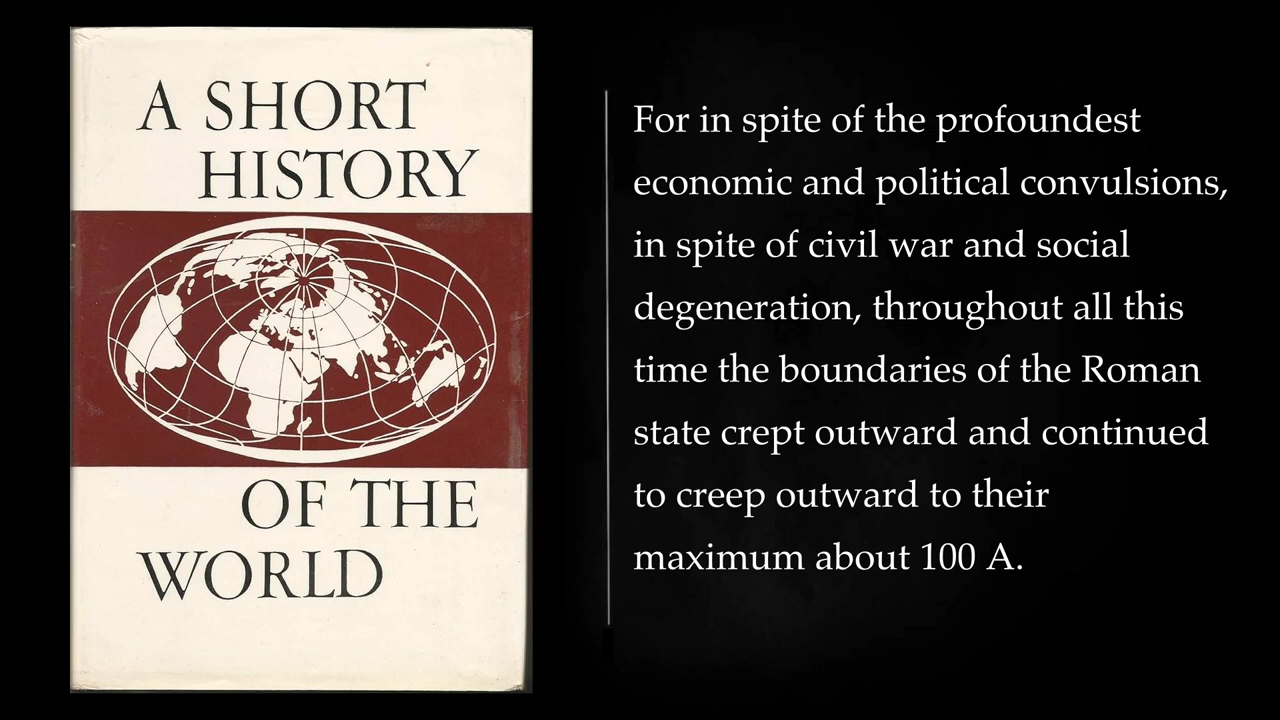 A SHORT
HISTORY
OF THE
WORLD
For in spite of the profoundest
economic and political convulsions,
in spite of civil war and social
degeneration, throughout all this
time the boundaries of the Roman
state crept outward and continued
to creep outward to their
maximum about 100 A.